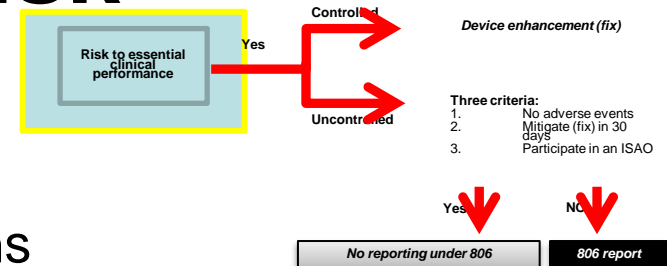 Controlled
Device enhancement (fix)
Yes
Risk to essential
clinical
performance
Uncontrolled
Three criteria:
1. No adverse events
2. Mitigate (fix) in 30
days
3. Participate in an ISAO
Yes
NO
No reporting under 806
806 report